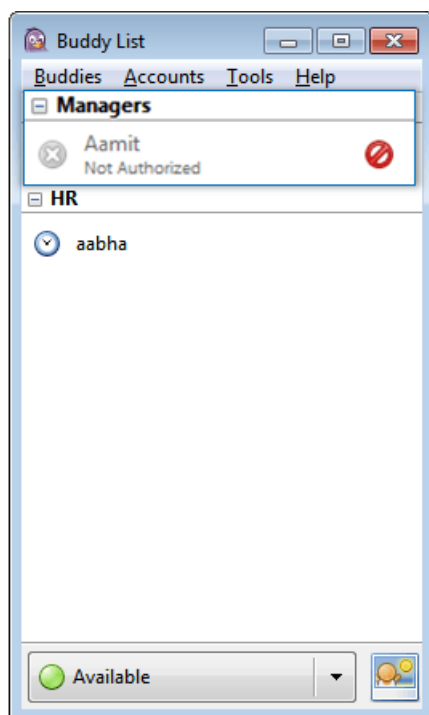 Buddy List
Buddies Accounts Tools Help
Managers
Aamit
Not Authorized
HR
aabha
Available